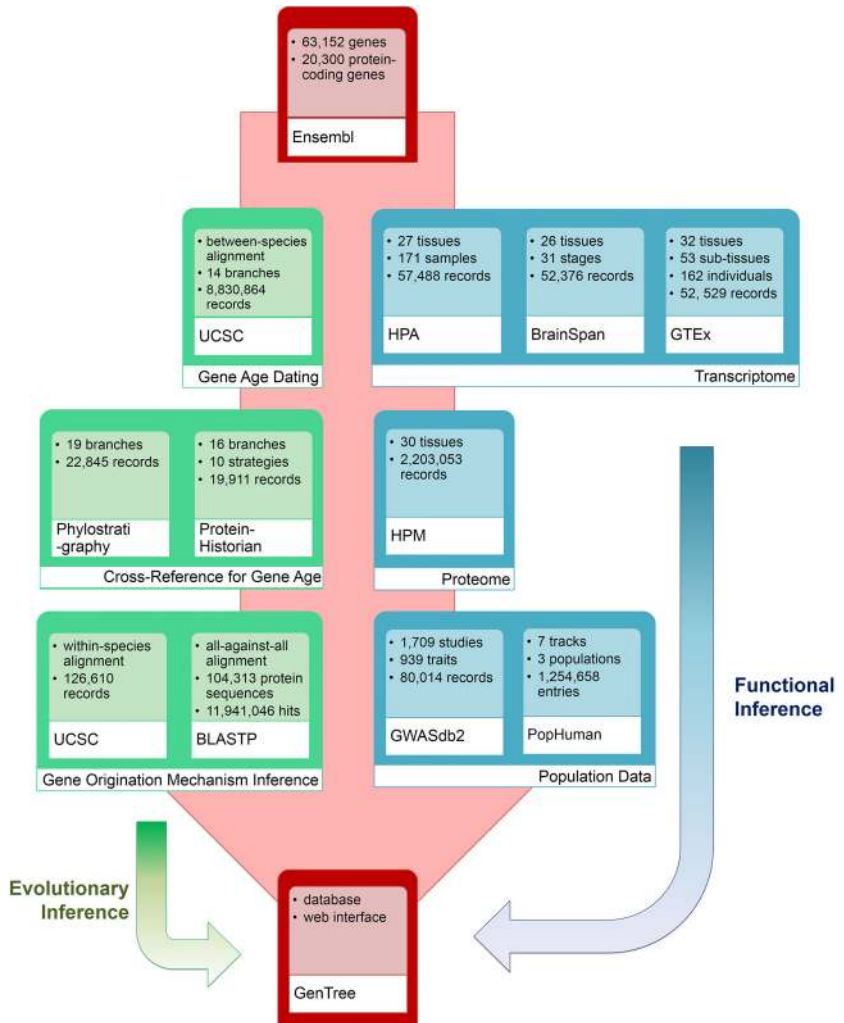 • 63,152 genes
• 20,300 protein-
coding genes
Ensembl
• between-species
alignment
• 14 branches
• 8,830,864
records
UCSC
Gene Age Dating
• 27 tissues
• 171 samples
• 57,488 records
HPA
• 26 tissues
• 31 stages
• 52,376 records
BrainSpan
• 32 tissues
• 53 sub-tissues
• 162 individuals
• 52, 529 records
GTEx
Transcriptome
• 19 branches
• 22,845 records
Phylostrati
-graphy
• 16 branches
• 10 strategies
• 19,911 records
Protein-
Historian
Cross-Reference for Gene Age
• 30 tissues
• 2,203,053
records
HPM
Proteome
• within-species
alignment
• 126,610
records
UCSC
• all-against-all
alignment
• 104,313 protein
sequences
• 11,941,046 hits
BLASTP
Gene Origination Mechanism Inference
• 1,709 studies
• 939 traits
• 80,014 records
GWASdb2
• 7 tracks
• 3 populations
• 1,254,658
entries
PopHuman
Population Data
Functional
Inference
Evolutionary
Inference
• database
• web interface
GenTree